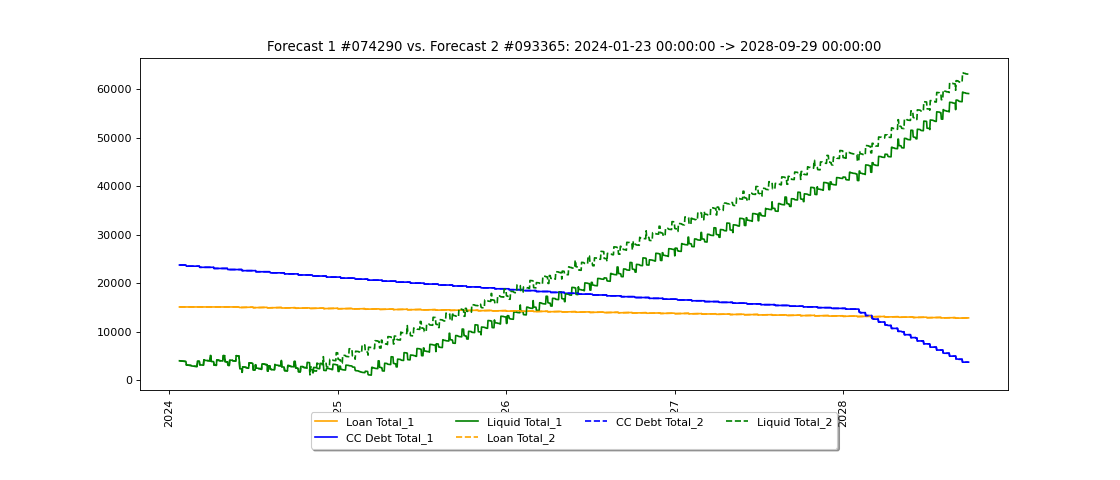 Forecast 1 #074290 vs. Forecast 2 #093365: 2024-01-23 00:00:00 -> 2028-09-29 00:00:00
60000
50000
40000
30000
20000
10000
0
2024
25
26
27
2028
Loan Total_1
CC Debt Total_1
Liquid Total_1
Loan Total_2
CC Debt Total_2
Liquid Total_2